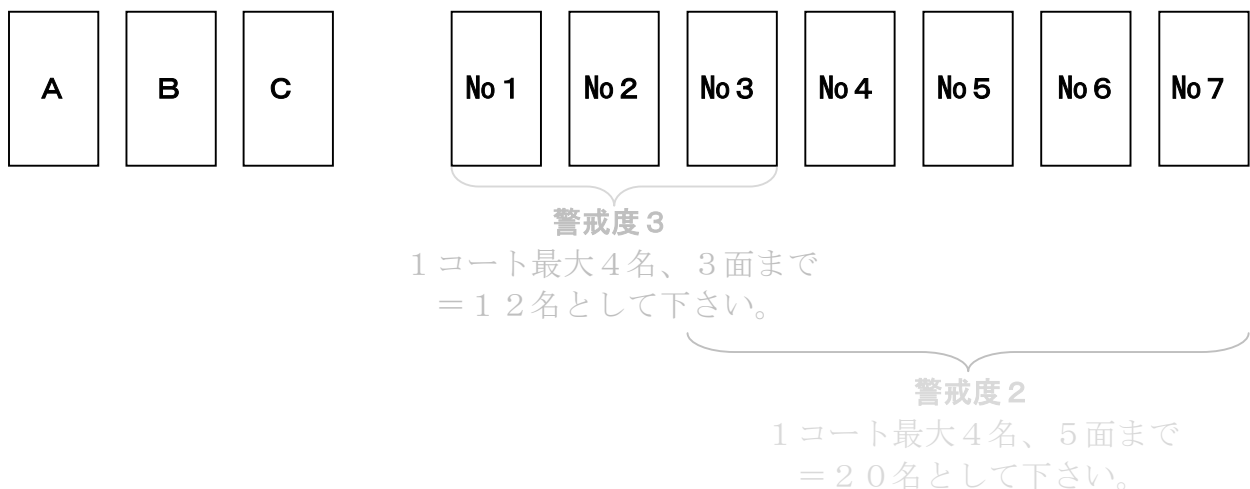 A B C No1 No2 No3 No4 No5 No6 No7
警戒度3
1コート最大4名、3面まで
=12名として下さい。
警戒度2
1コート最大4名、5面まで
=20名として下さい。